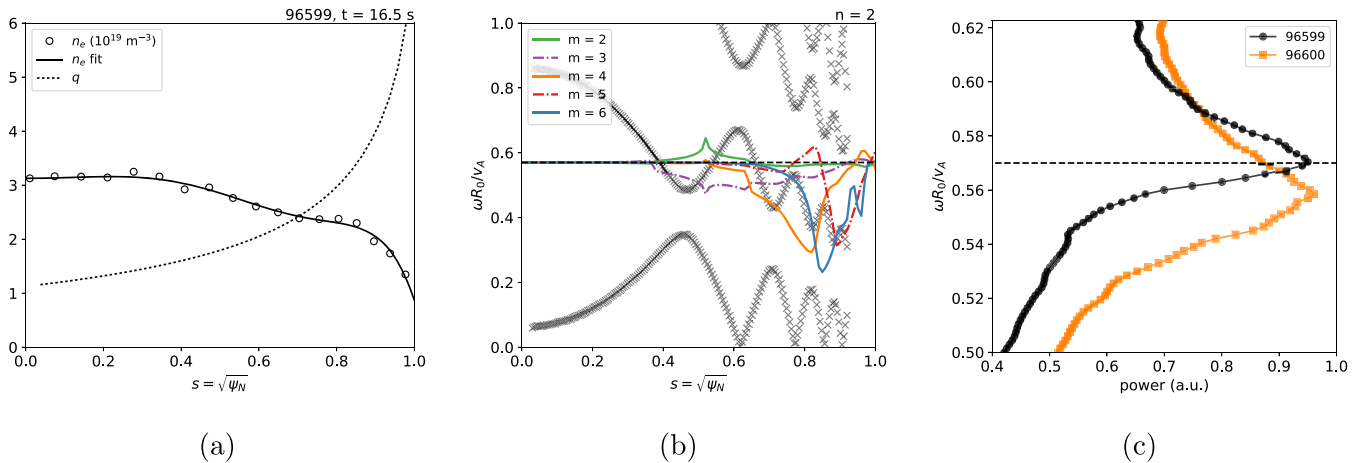 96599, t = 16.5 s
n_e (10^19 m^−3)
n_e fit
q
6
5
4
3
2
1
0
0.0 0.2 0.4 0.6 0.8 1.0
s = √ψ_N
(a)
n = 2
m = 2
m = 3
m = 4
m = 5
m = 6
ωR_0/v_A
1.0
0.8
0.6
0.4
0.2
0.0
0.0 0.2 0.4 0.6 0.8 1.0
s = √ψ_N
(b)
96599
96600
ωR_0/v_A
0.62
0.60
0.58
0.56
0.54
0.52
0.50
0.4 0.5 0.6 0.7 0.8 0.9 1.0
power (a.u.)
(c)